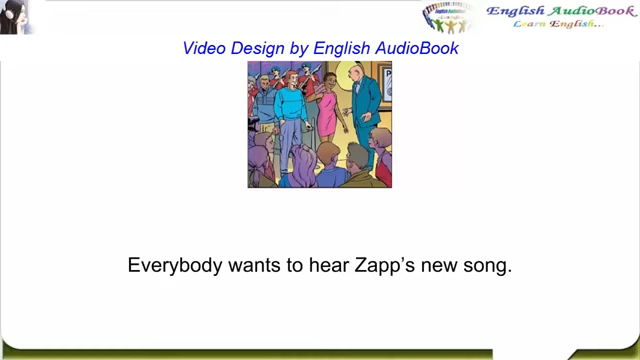 English AudioBook
Learn English...
Video Design by English AudioBook
Everybody wants to hear Zapp's new song.